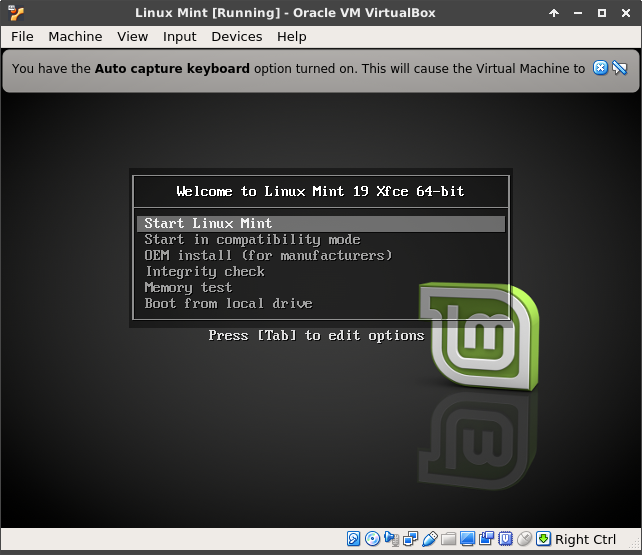 Linux Mint [Running] - Oracle VM VirtualBox
File Machine View Input Devices Help
You have the Auto capture keyboard option turned on. This will cause the Virtual Machine to
Welcome to Linux Mint 19 Xfce 64-bit
Start Linux Mint
Start in compatibility mode
OEM install (for manufacturers)
Integrity check
Memory test
Boot from local drive
Press [Tab] to edit options
Right Ctrl